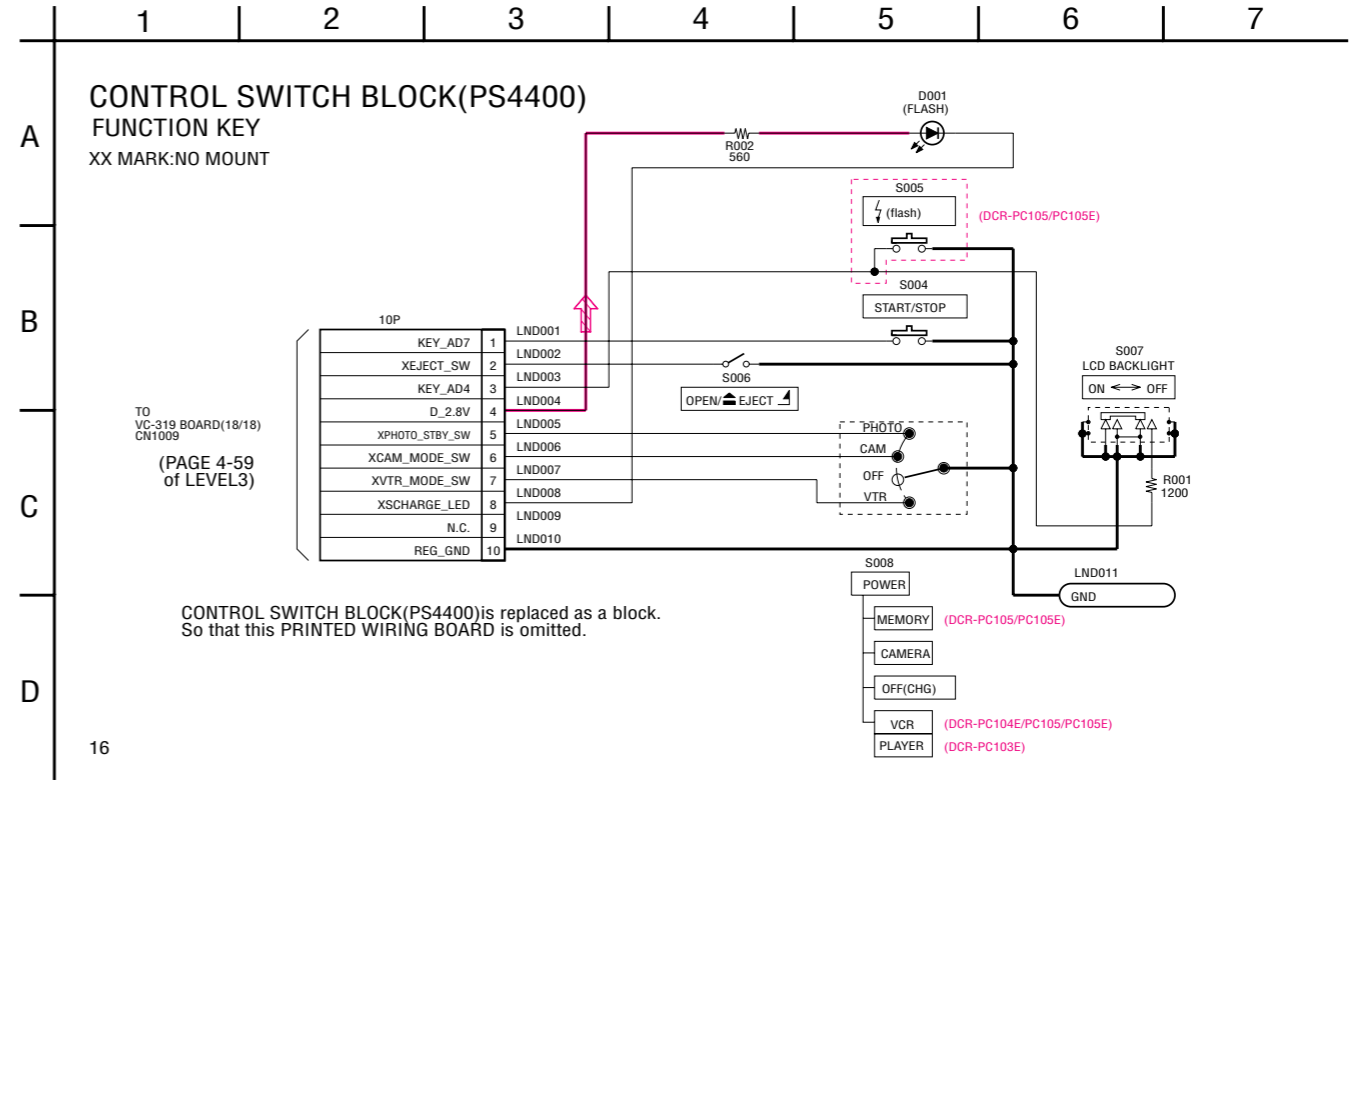 1 2 3 4 5 6 7
A
B
C
D
CONTROL SWITCH BLOCK(PS4400)
FUNCTION KEY
XX MARK:NO MOUNT
D001
(FLASH)
R002
560
S005
(flash)
(DCR-PC105/PC105E)
S004
START/STOP
10P
KEY_AD7 1 LND001
XEJECT_SW 2 LND002
KEY_AD4 3 LND003
D_2.8V 4 LND004
XPHOTO_STBY_SW 5 LND005
XCAM_MODE_SW 6 LND006
XVTR_MODE_SW 7 LND007
XSCHARGE_LED 8 LND008
N.C. 9 LND009
REG_GND 10 LND010
TO
VC-319 BOARD(18/18)
CN1009
(PAGE 4-59
of LEVEL3)
S006
OPEN/ EJECT
PHOTO
CAM
OFF
VTR
S007
LCD BACKLIGHT
ON OFF
R001
1200
LND011
GND
S008
POWER
MEMORY (DCR-PC105/PC105E)
CAMERA
OFF(CHG)
VCR (DCR-PC104E/PC105/PC105E)
PLAYER (DCR-PC103E)
CONTROL SWITCH BLOCK(PS4400)is replaced as a block.
So that this PRINTED WIRING BOARD is omitted.
16